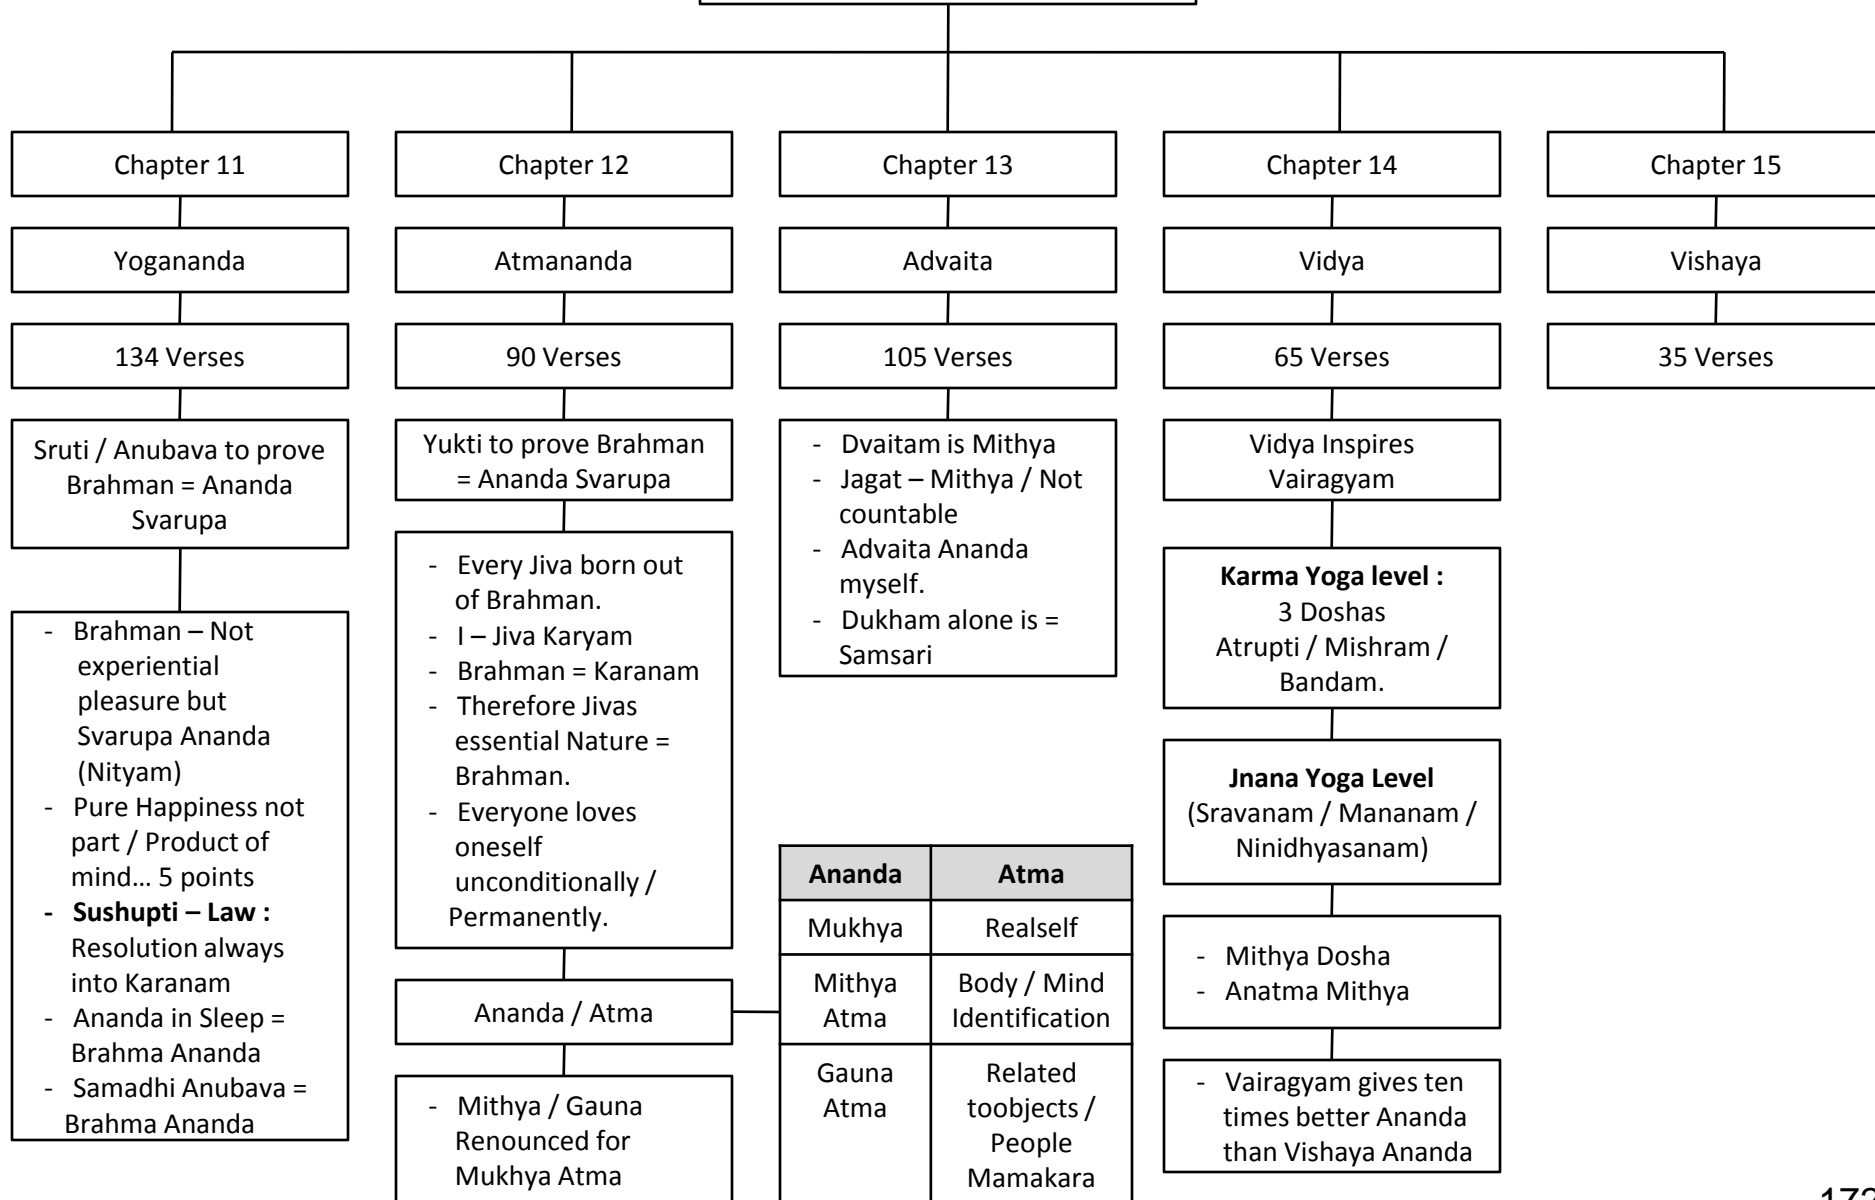 Chapter 11
Yogananda
134 Verses
Sruti / Anubava to prove
Brahman = Ananda
Svarupa
- Brahman – Not
experiential
pleasure but
Svarupa Ananda
(Nityam)
- Pure Happiness not
part / Product of
mind... 5 points
- Sushupti – Law :
Resolution always
into Karanam
- Ananda in Sleep =
Brahma Ananda
- Samadhi Anubava =
Brahma Ananda
Chapter 12
Atmananda
90 Verses
Yukti to prove Brahman
= Ananda Svarupa
- Every Jiva born out
of Brahman.
- I – Jiva Karyam
- Brahman = Karanam
- Therefore Jivas
essential Nature =
Brahman.
- Everyone loves
oneself
unconditionally /
Permanently.
Ananda / Atma
- Mithya / Gauna
Renounced for
Mukhya Atma
Chapter 13
Advaita
105 Verses
- Dvaitam is Mithya
- Jagat – Mithya / Not
countable
- Advaita Ananda
myself.
- Dukham alone is =
Samsari
Ananda Atma
Mukhya Realself
Mithya Body / Mind
Atma Identification
Gauna Related
Atma toobjects /
People
Mamakara
Chapter 14
Vidya
65 Verses
Vidya Inspires
Vairagyam
Karma Yoga level :
3 Doshas
Atrupti / Mishram /
Bandam.
Jnana Yoga Level
(Sravanam / Mananam /
Ninidhyasanam)
- Mithya Dosha
- Anatma Mithya
- Vairagyam gives ten
times better Ananda
than Vishaya Ananda
Chapter 15
Vishaya
35 Verses